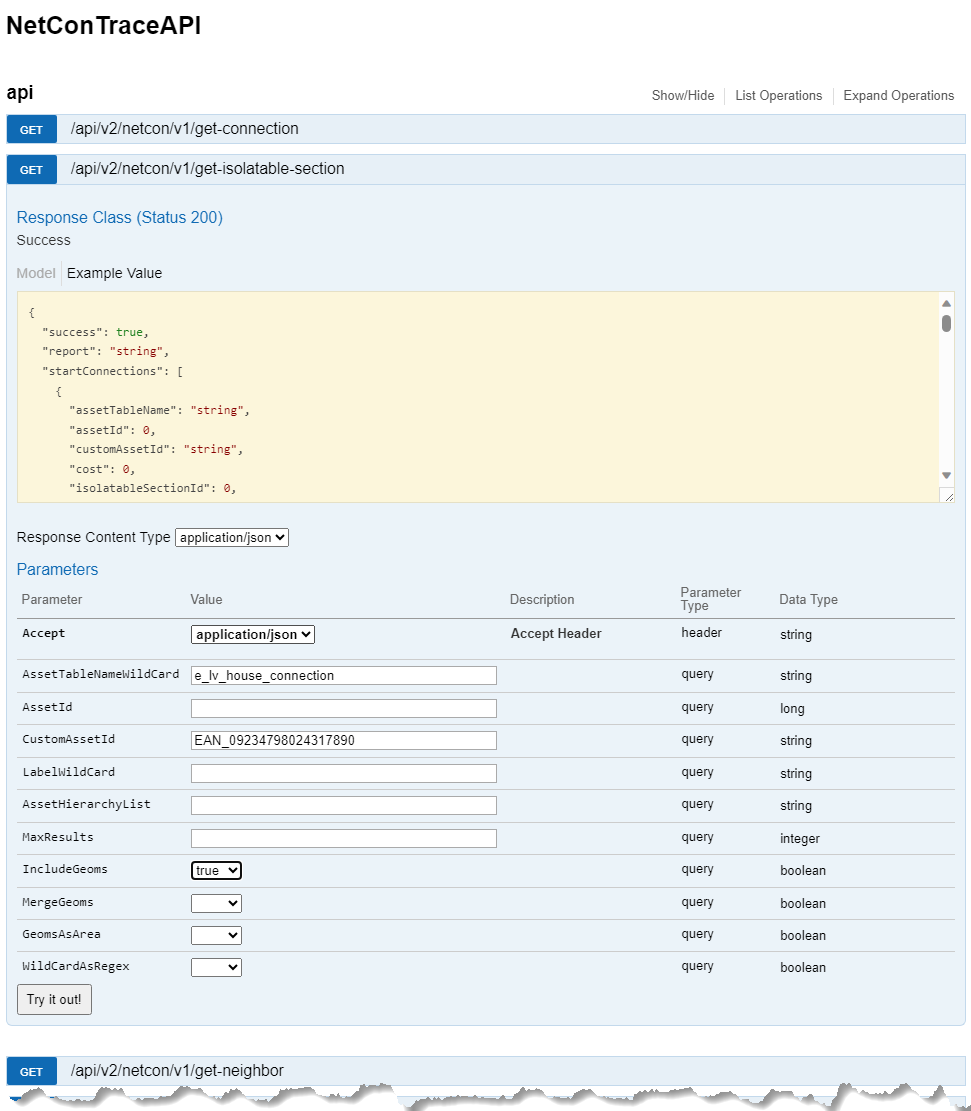 NetConTraceAPI
api
Show/Hide List Operations Expand Operations
GET /api/v2/netcon/v1/get-connection
GET /api/v2/netcon/v1/get-isolatable-section
Response Class (Status 200)
Success
Model Example Value
{
"success": true,
"report": "string",
"startConnections": [
{
"assetTableName": "string",
"assetId": 0,
"customAssetId": "string",
"cost": 0,
"isolatableSectionId": 0,
Response Content Type application/json
Parameters
Parameter Value Description Parameter Type Data Type
Accept application/json Accept Header header string
AssetTableNameWildCard e_lv_house_connection query string
AssetId query long
CustomAssetId EAN_09234798024317890 query string
LabelWildCard query string
AssetHierarchyList query string
MaxResults query integer
IncludeGeoms true query boolean
MergeGeoms query boolean
GeomsAsArea query boolean
WildCardAsRegex query boolean
Try it out!
GET /api/v2/netcon/v1/get-neighbor